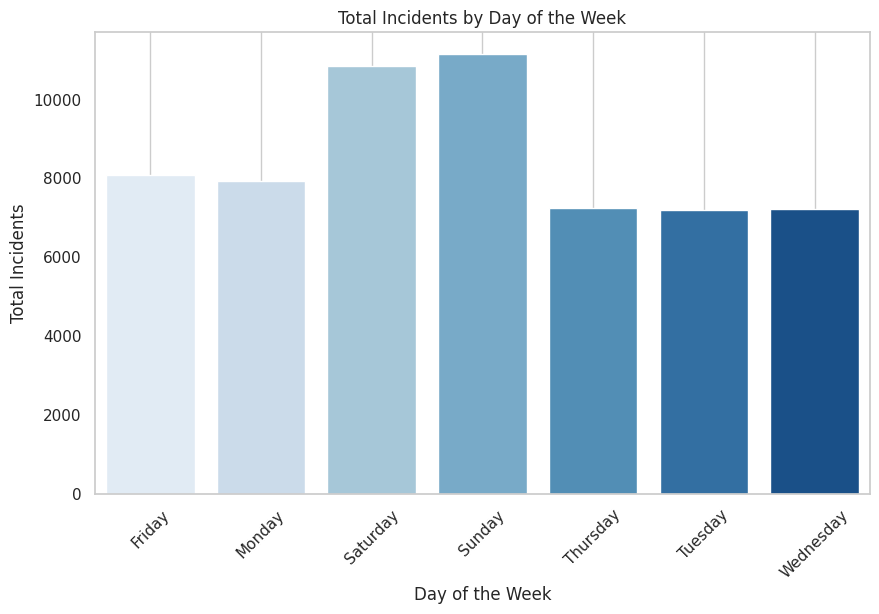 Total Incidents by Day of the Week
Total Incidents
10000
8000
6000
4000
2000
0
Friday
Monday
Saturday
Sunday
Thursday
Tuesday
Wednesday
Day of the Week